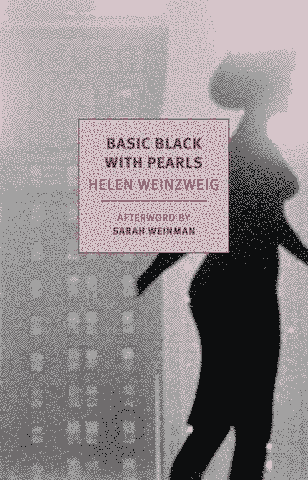 BASIC BLACK
WITH PEARLS
HELEN WEINZWEIG
AFTERWORD BY
SARAH WEINMAN